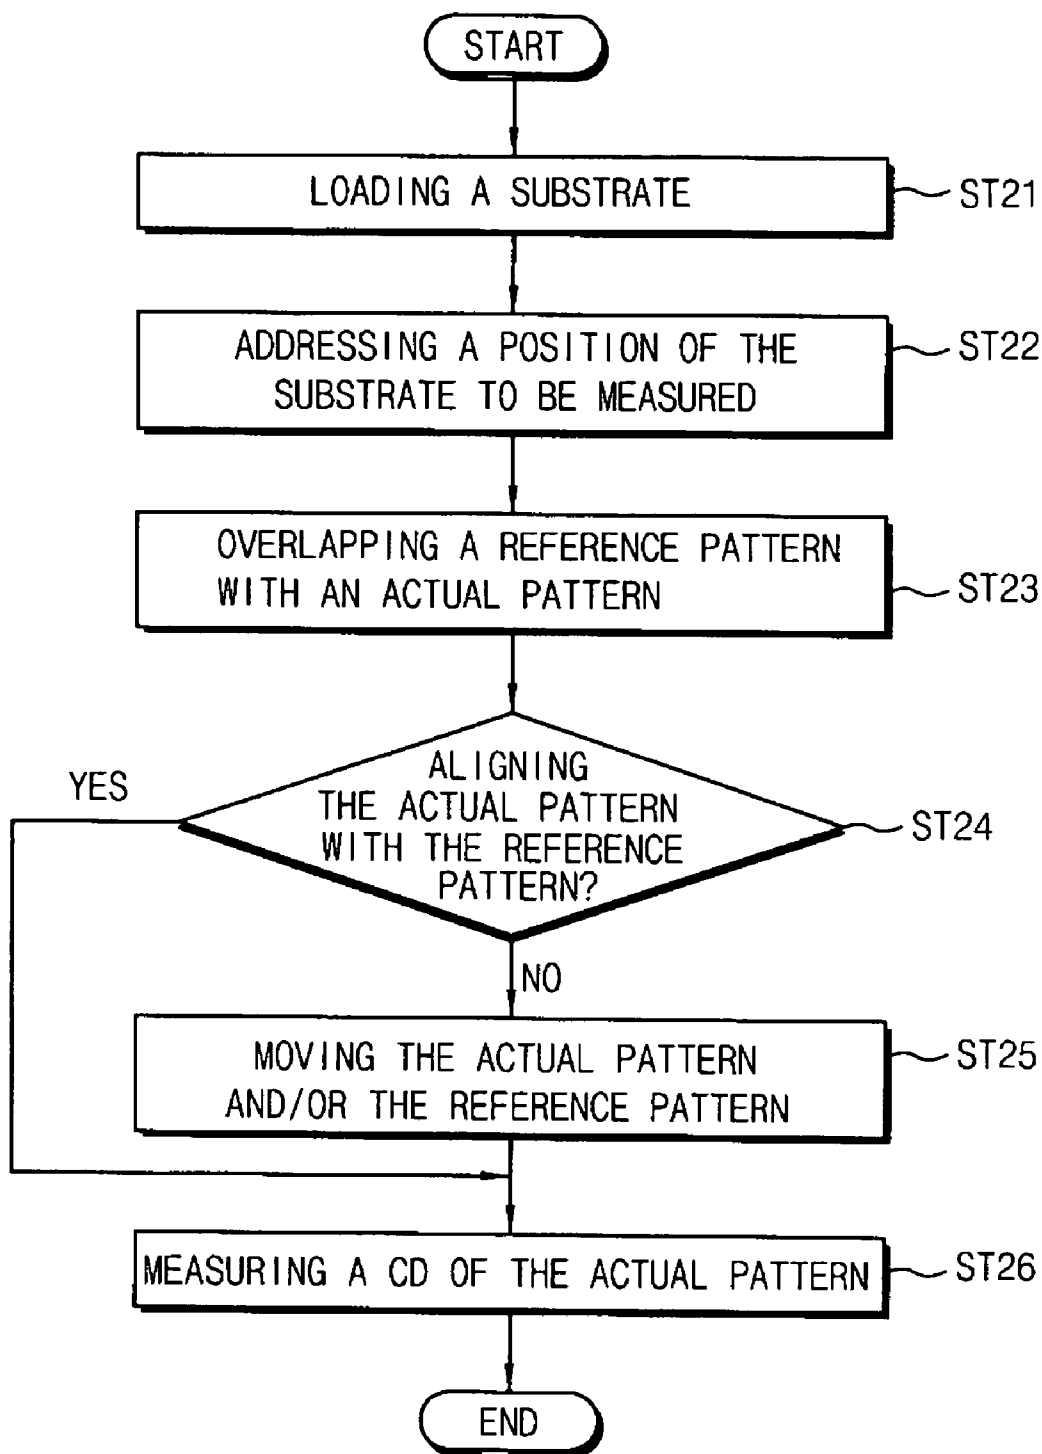 START
LOADING A SUBSTRATE
ST21
ADDRESSING A POSITION OF THE
SUBSTRATE TO BE MEASURED
ST22
OVERLAPPING A REFERENCE PATTERN
WITH AN ACTUAL PATTERN
ST23
YES
ALIGNING
THE ACTUAL PATTERN
WITH THE REFERENCE
PATTERN?
ST24
NO
MOVING THE ACTUAL PATTERN
AND/OR THE REFERENCE PATTERN
ST25
MEASURING A CD OF THE ACTUAL PATTERN
ST26
END